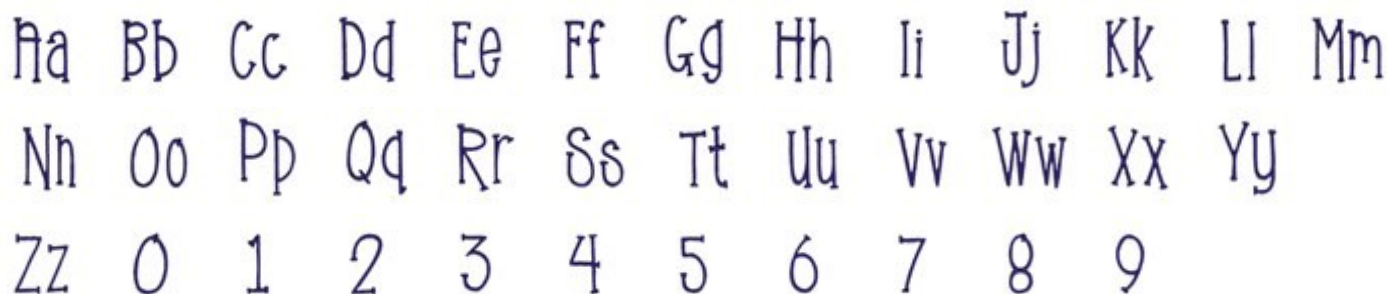 Aa Bb Cc Dd Ee Ff Gg Hh Ii Jj Kk Ll Mm
Nn Oo Pp Qq Rr Ss Tt Uu Vv Ww Xx Yy
Zz 0 1 2 3 4 5 6 7 8 9